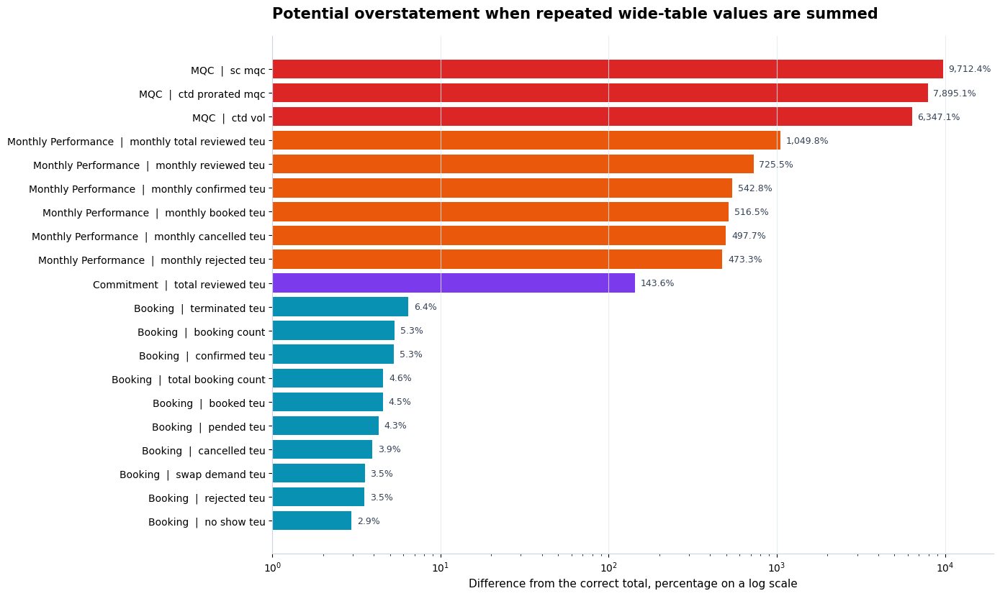 Potential overstatement when repeated wide-table values are summed
MQC | sc mqc 9,712.4%
MQC | ctd prorated mqc 7,895.1%
MQC | ctd vol 6,347.1%
Monthly Performance | monthly total reviewed teu 1,049.8%
Monthly Performance | monthly reviewed teu 725.5%
Monthly Performance | monthly confirmed teu 542.8%
Monthly Performance | monthly booked teu 516.5%
Monthly Performance | monthly cancelled teu 497.7%
Monthly Performance | monthly rejected teu 473.3%
Commitment | total reviewed teu 143.6%
Booking | terminated teu 6.4%
Booking | booking count 5.3%
Booking | confirmed teu 5.3%
Booking | total booking count 4.6%
Booking | booked teu 4.5%
Booking | pended teu 4.3%
Booking | cancelled teu 3.9%
Booking | swap demand teu 3.5%
Booking | rejected teu 3.5%
Booking | no show teu 2.9%
10⁰ 10¹ 10² 10³ 10⁴
Difference from the correct total, percentage on a log scale